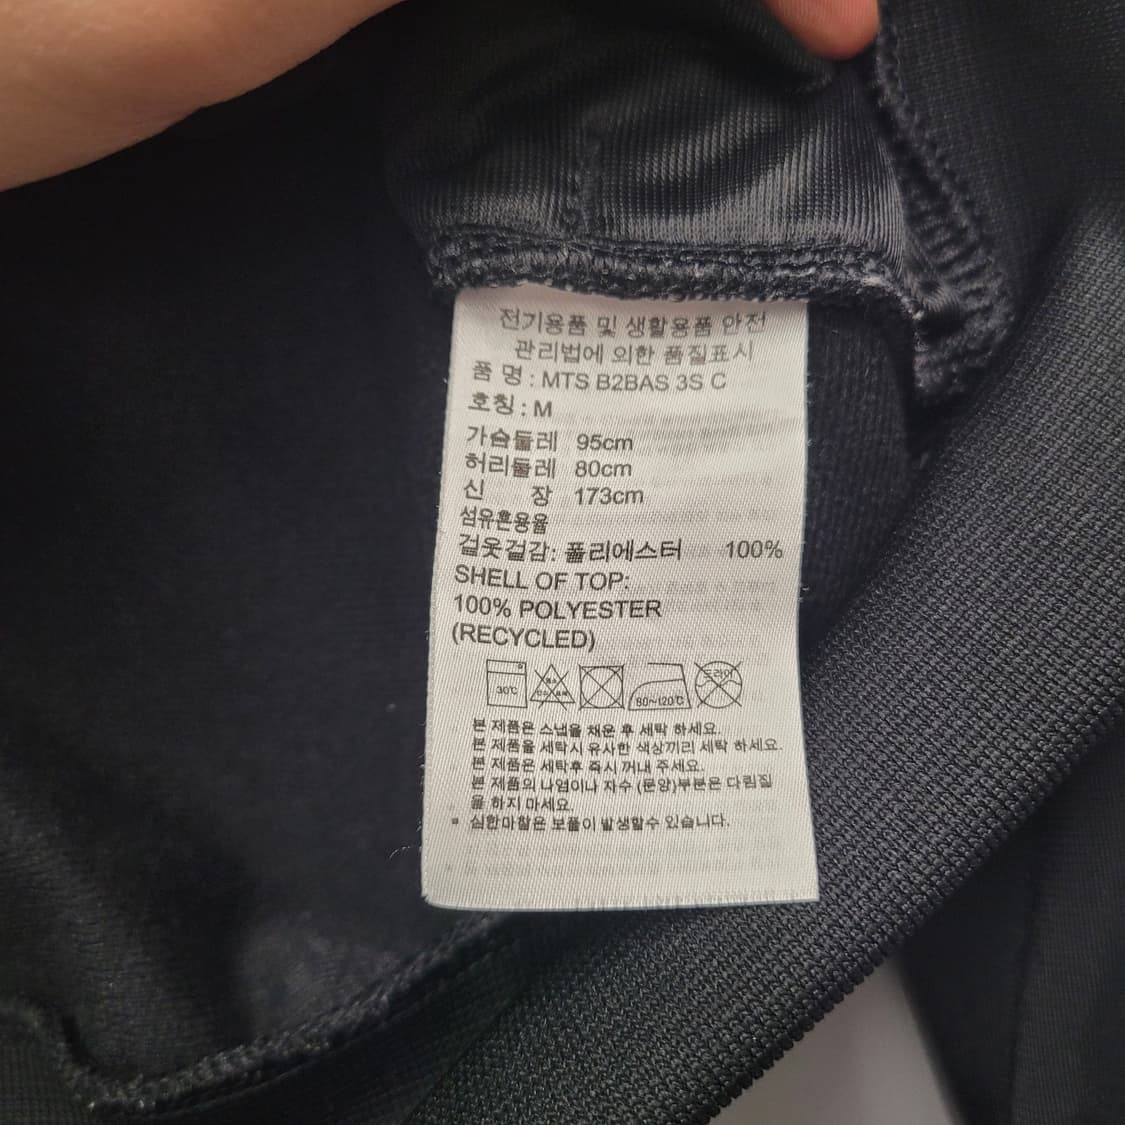 전기용품 및 생활용품 안전
관리법에 의한 품질표시
품 명 : MTS B2BAS 3S C
호칭 : M
가슴둘레 95cm
허리둘레 80cm
신 장 173cm
섬유혼용율
겉옷겉감: 폴리에스터 100%
SHELL OF TOP:
100% POLYESTER
(RECYCLED)
30℃ 80~120℃ 드라이
본 제품은 스냅을 채운 후 세탁 하세요.
본 제품을 세탁시 유사한 색상끼리 세탁 하세요.
본 제품은 세탁후 즉시 꺼내 주세요.
본 제품의 나염이나 자수 (문양)부분은 다림질
을 하지 마세요.
심한마찰은 보풀이 발생할수 있습니다.